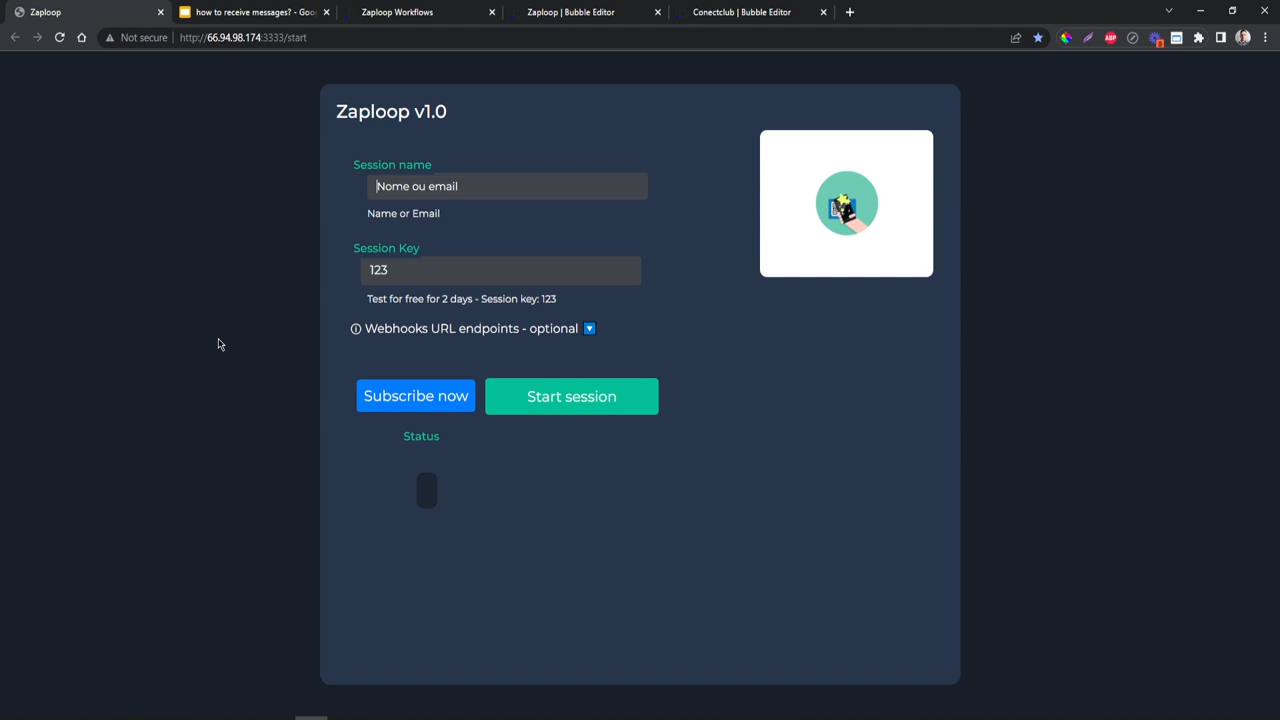 Zaploop
how to receive messages? - Goo
Zaploop Workflows
Zaploop | Bubble Editor
Conectclub | Bubble Editor
Not secure
http://66.94.98.174:3333/start
ABP
Zaploop v1.0
Session name
Nome ou email
Name or Email
Session Key
123
Test for free for 2 days - Session key: 123
Webhooks URL endpoints - optional
Subscribe now
Start session
Status